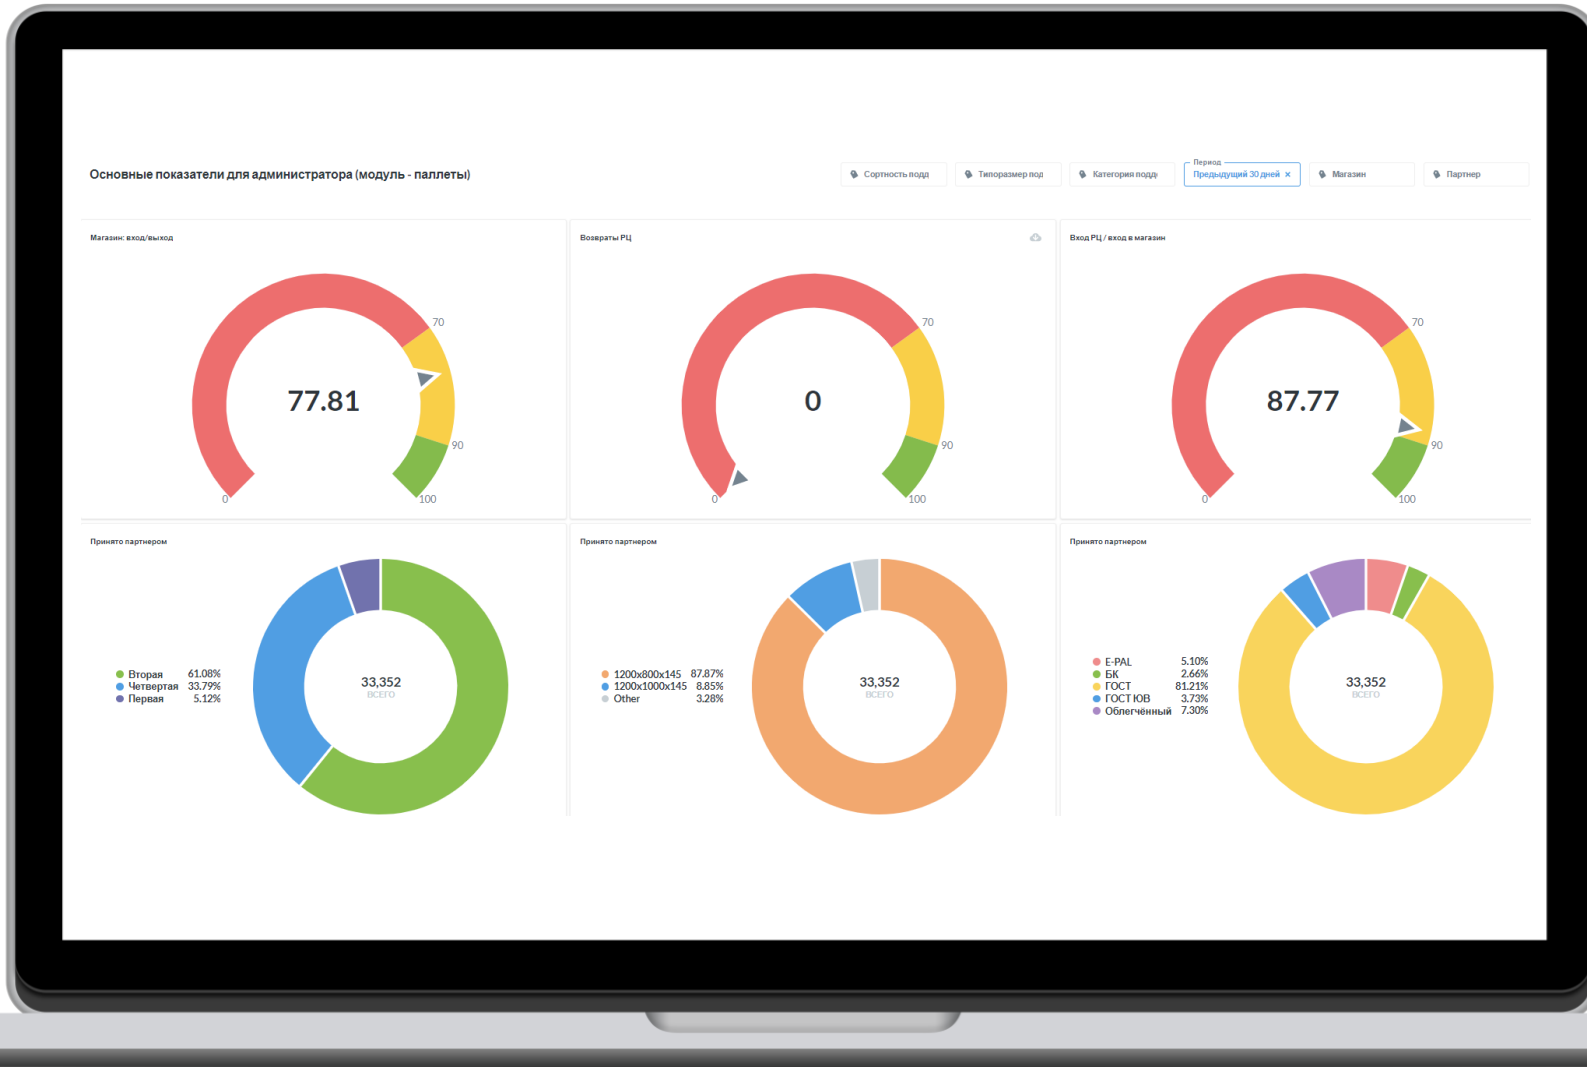 Основные показатели для администратора (модуль - паллеты)
Сортность подд
Типоразмер под
Категория подд
Период
Предыдущий 30 дней ×
Магазин
Партнер
Магазин: вход/выход
70
77.81
90
0
100
Возвраты РЦ
70
0
90
0
100
Вход РЦ / вход в магазин
70
87.77
90
0
100
Принято партнером
Вторая 61.08%
Четвертая 33.79%
Первая 5.12%
33,352
ВСЕГО
Принято партнером
1200x800x145 87.87%
1200x1000x145 8.85%
Other 3.28%
33,352
ВСЕГО
Принято партнером
E-PAL 5.10%
БК 2.66%
ГОСТ 81.21%
ГОСТ ЮВ 3.73%
Облегчённый 7.30%
33,352
ВСЕГО